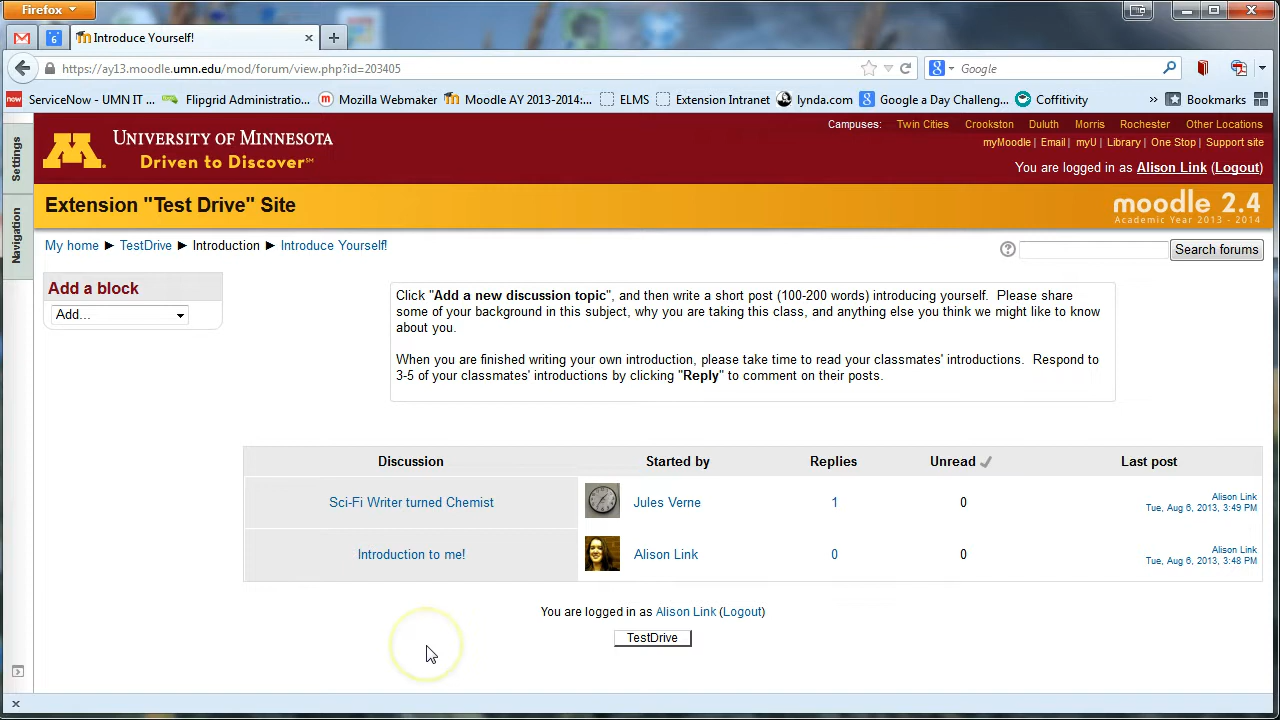 Firefox
Introduce Yourself!
https://ay13.moodle.umn.edu/mod/forum/view.php?id=203405
Google
ServiceNow - UMN IT ...
Flipgrid Administratio...
Mozilla Webmaker
Moodle AY 2013-2014:...
ELMS
Extension Intranet
lynda.com
Google a Day Challeng...
Coffitivity
»
Bookmarks
Settings
Navigation
UNIVERSITY OF MINNESOTA
Driven to Discover℠
Campuses: Twin Cities Crookston Duluth Morris Rochester Other Locations
myMoodle | Email | myU | Library | One Stop | Support site
You are logged in as Alison Link (Logout)
Extension "Test Drive" Site
moodle 2.4
Academic Year 2013 - 2014
My home ► TestDrive ► Introduction ► Introduce Yourself!
Search forums
Add a block
Add...
Click "Add a new discussion topic", and then write a short post (100-200 words) introducing yourself. Please share
some of your background in this subject, why you are taking this class, and anything else you think we might like to know
about you.
When you are finished writing your own introduction, please take time to read your classmates' introductions. Respond to
3-5 of your classmates' introductions by clicking "Reply" to comment on their posts.
Discussion Started by Replies Unread Last post
Sci-Fi Writer turned Chemist Jules Verne 1 0 Alison Link
Tue, Aug 6, 2013, 3:49 PM
Introduction to me! Alison Link 0 0 Alison Link
Tue, Aug 6, 2013, 3:48 PM
You are logged in as Alison Link (Logout)
TestDrive